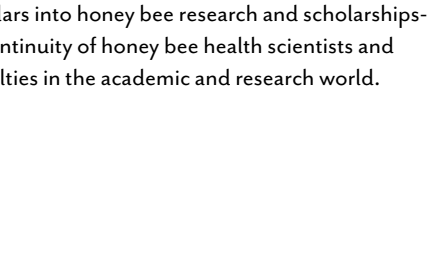 lars into honey bee research and scholarships-
ntinuity of honey bee health scientists and
lties in the academic and research world.